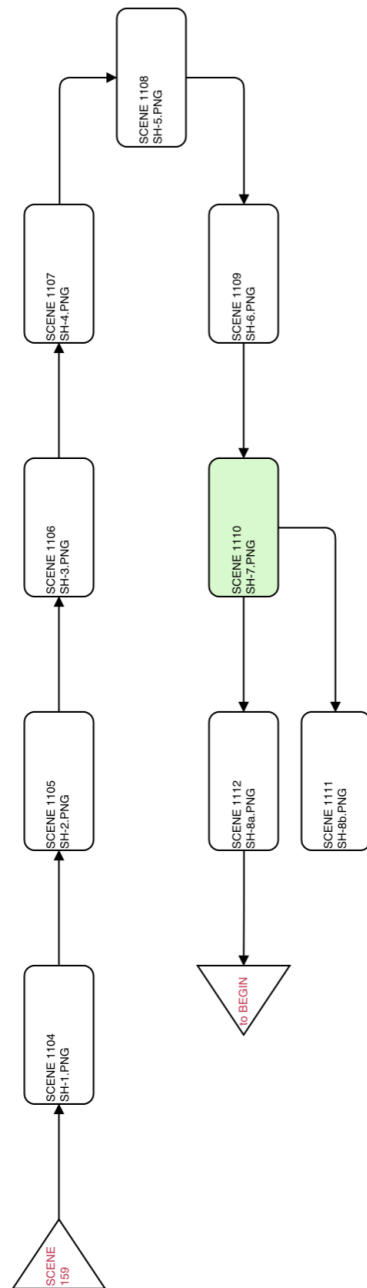 SCENE
159
SCENE 1104
SH-1.PNG
SCENE 1105
SH-2.PNG
SCENE 1106
SH-3.PNG
SCENE 1107
SH-4.PNG
SCENE 1108
SH-5.PNG
SCENE 1109
SH-6.PNG
SCENE 1110
SH-7.PNG
SCENE 1112
SH-8a.PNG
SCENE 1111
SH-8b.PNG
to BEGIN